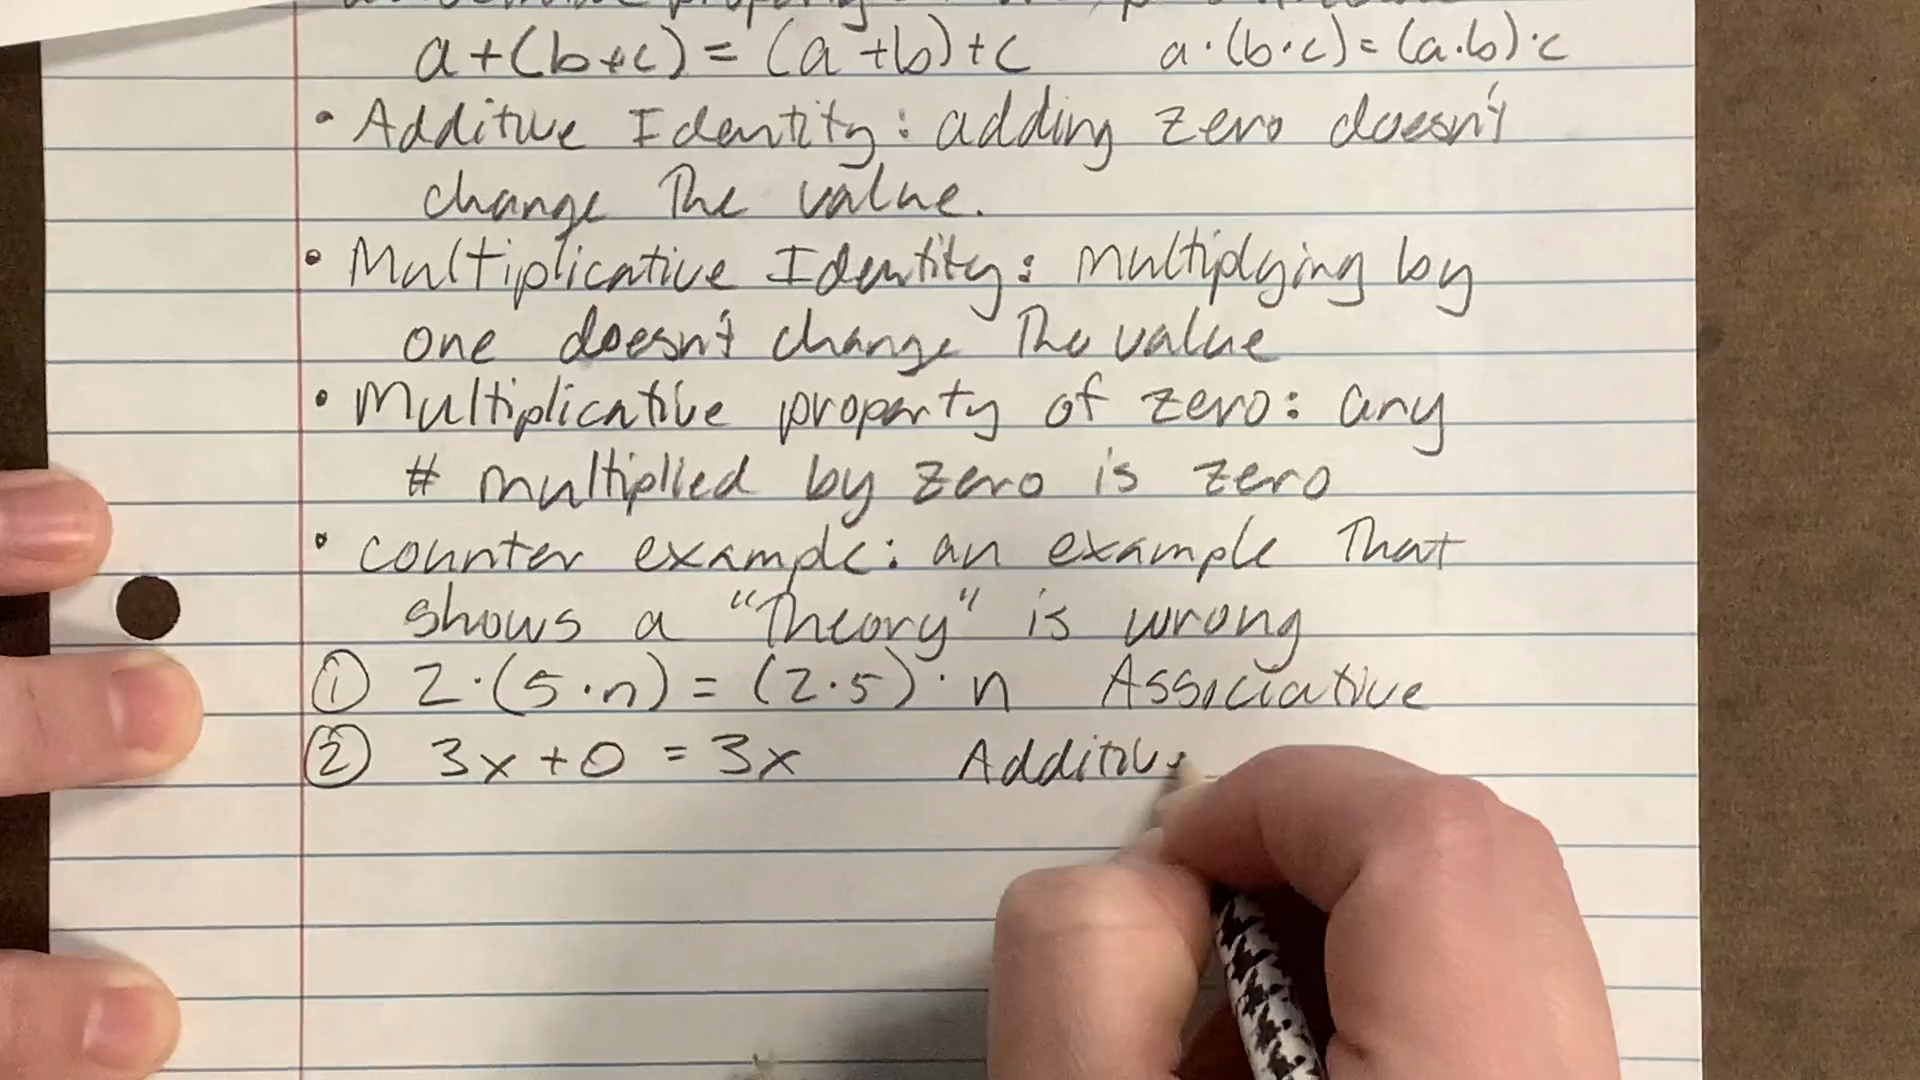 a+(b+c) = (a+b)+c a·(b·c)=(a·b)·c
• Additive Identity: adding zero doesn't
change the value.
• Multiplicative Identity: multiplying by
one doesn't change the value
• Multiplicative property of zero: any
# multiplied by zero is zero
• counter example: an example that
shows a "theory" is wrong
① 2·(5·n) = (2·5)·n Associative
② 3x+0 = 3x Additive